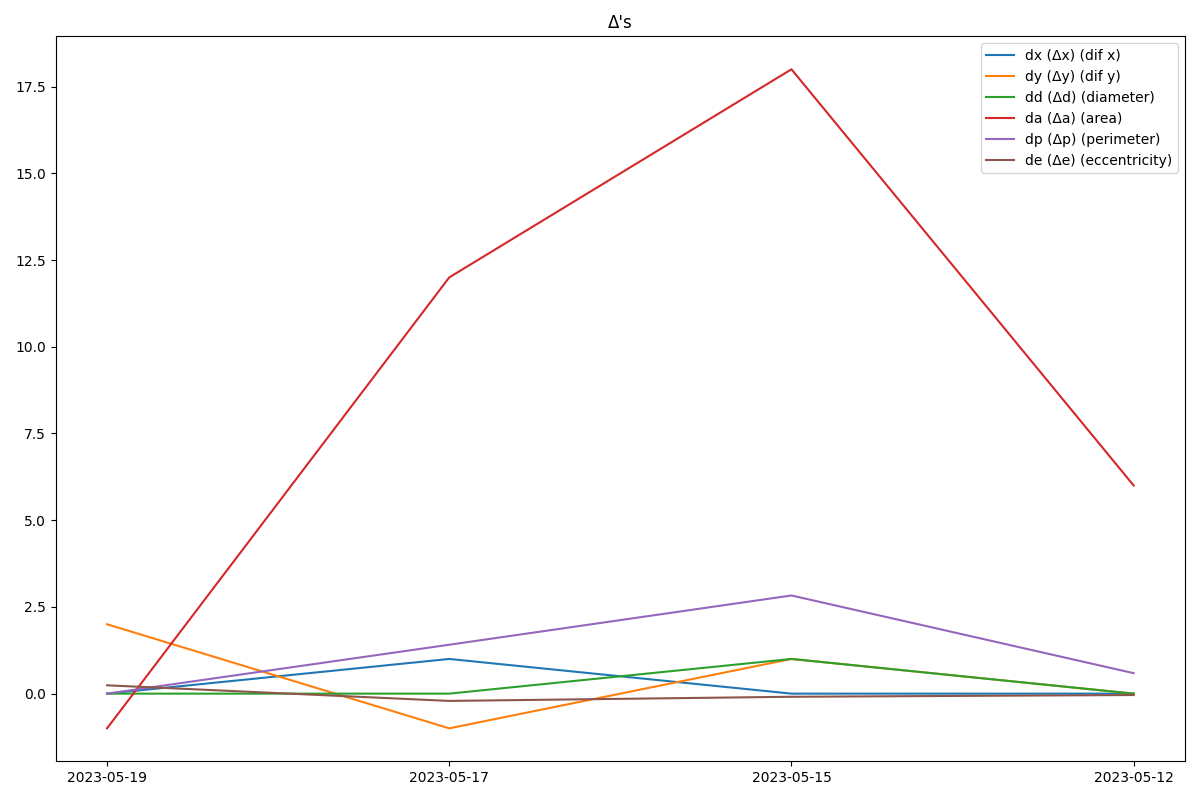 Δ's
dx (Δx) (dif x)
dy (Δy) (dif y)
dd (Δd) (diameter)
da (Δa) (area)
dp (Δp) (perimeter)
de (Δe) (eccentricity)
17.5
15.0
12.5
10.0
7.5
5.0
2.5
0.0
2023-05-19 2023-05-17 2023-05-15 2023-05-12